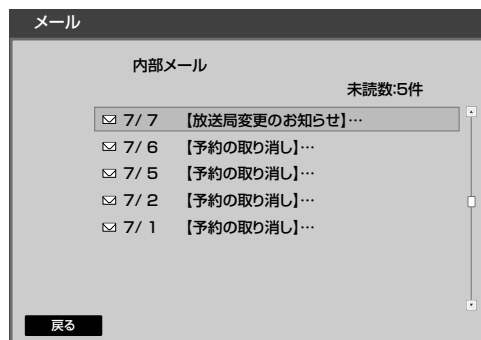 メール
内部メール
未読数:5件
7/ 7 【放送局変更のお知らせ】…
7/ 6 【予約の取り消し】…
7/ 5 【予約の取り消し】…
7/ 2 【予約の取り消し】…
7/ 1 【予約の取り消し】…
戻る